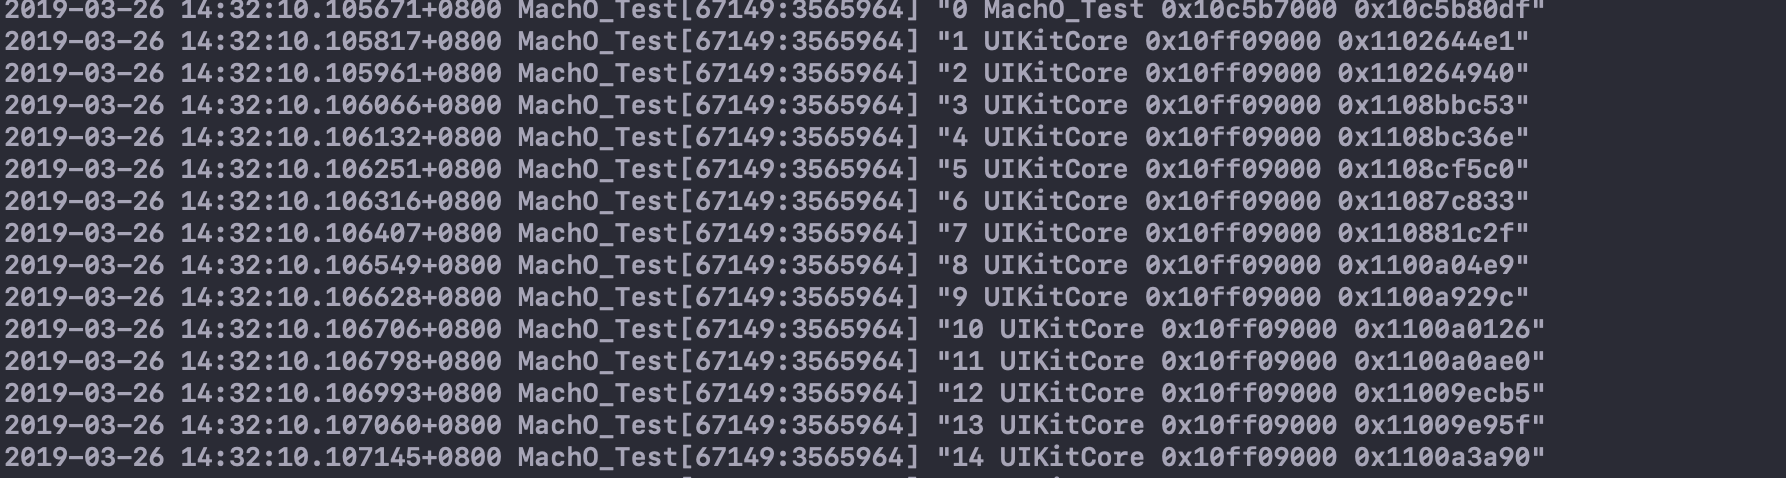 2019-03-26 14:32:10.105671+0800 MachO_Test[67149:3565964] "0 MachO_Test 0x10c5b7000 0x10c5b80df"
2019-03-26 14:32:10.105817+0800 MachO_Test[67149:3565964] "1 UIKitCore 0x10ff09000 0x1102644e1"
2019-03-26 14:32:10.105961+0800 MachO_Test[67149:3565964] "2 UIKitCore 0x10ff09000 0x110264940"
2019-03-26 14:32:10.106066+0800 MachO_Test[67149:3565964] "3 UIKitCore 0x10ff09000 0x1108bbc53"
2019-03-26 14:32:10.106132+0800 MachO_Test[67149:3565964] "4 UIKitCore 0x10ff09000 0x1108bc36e"
2019-03-26 14:32:10.106251+0800 MachO_Test[67149:3565964] "5 UIKitCore 0x10ff09000 0x1108cf5c0"
2019-03-26 14:32:10.106316+0800 MachO_Test[67149:3565964] "6 UIKitCore 0x10ff09000 0x11087c833"
2019-03-26 14:32:10.106407+0800 MachO_Test[67149:3565964] "7 UIKitCore 0x10ff09000 0x110881c2f"
2019-03-26 14:32:10.106549+0800 MachO_Test[67149:3565964] "8 UIKitCore 0x10ff09000 0x1100a04e9"
2019-03-26 14:32:10.106628+0800 MachO_Test[67149:3565964] "9 UIKitCore 0x10ff09000 0x1100a929c"
2019-03-26 14:32:10.106706+0800 MachO_Test[67149:3565964] "10 UIKitCore 0x10ff09000 0x1100a0126"
2019-03-26 14:32:10.106798+0800 MachO_Test[67149:3565964] "11 UIKitCore 0x10ff09000 0x1100a0ae0"
2019-03-26 14:32:10.106993+0800 MachO_Test[67149:3565964] "12 UIKitCore 0x10ff09000 0x11009ecb5"
2019-03-26 14:32:10.107060+0800 MachO_Test[67149:3565964] "13 UIKitCore 0x10ff09000 0x11009e95f"
2019-03-26 14:32:10.107145+0800 MachO_Test[67149:3565964] "14 UIKitCore 0x10ff09000 0x1100a3a90"